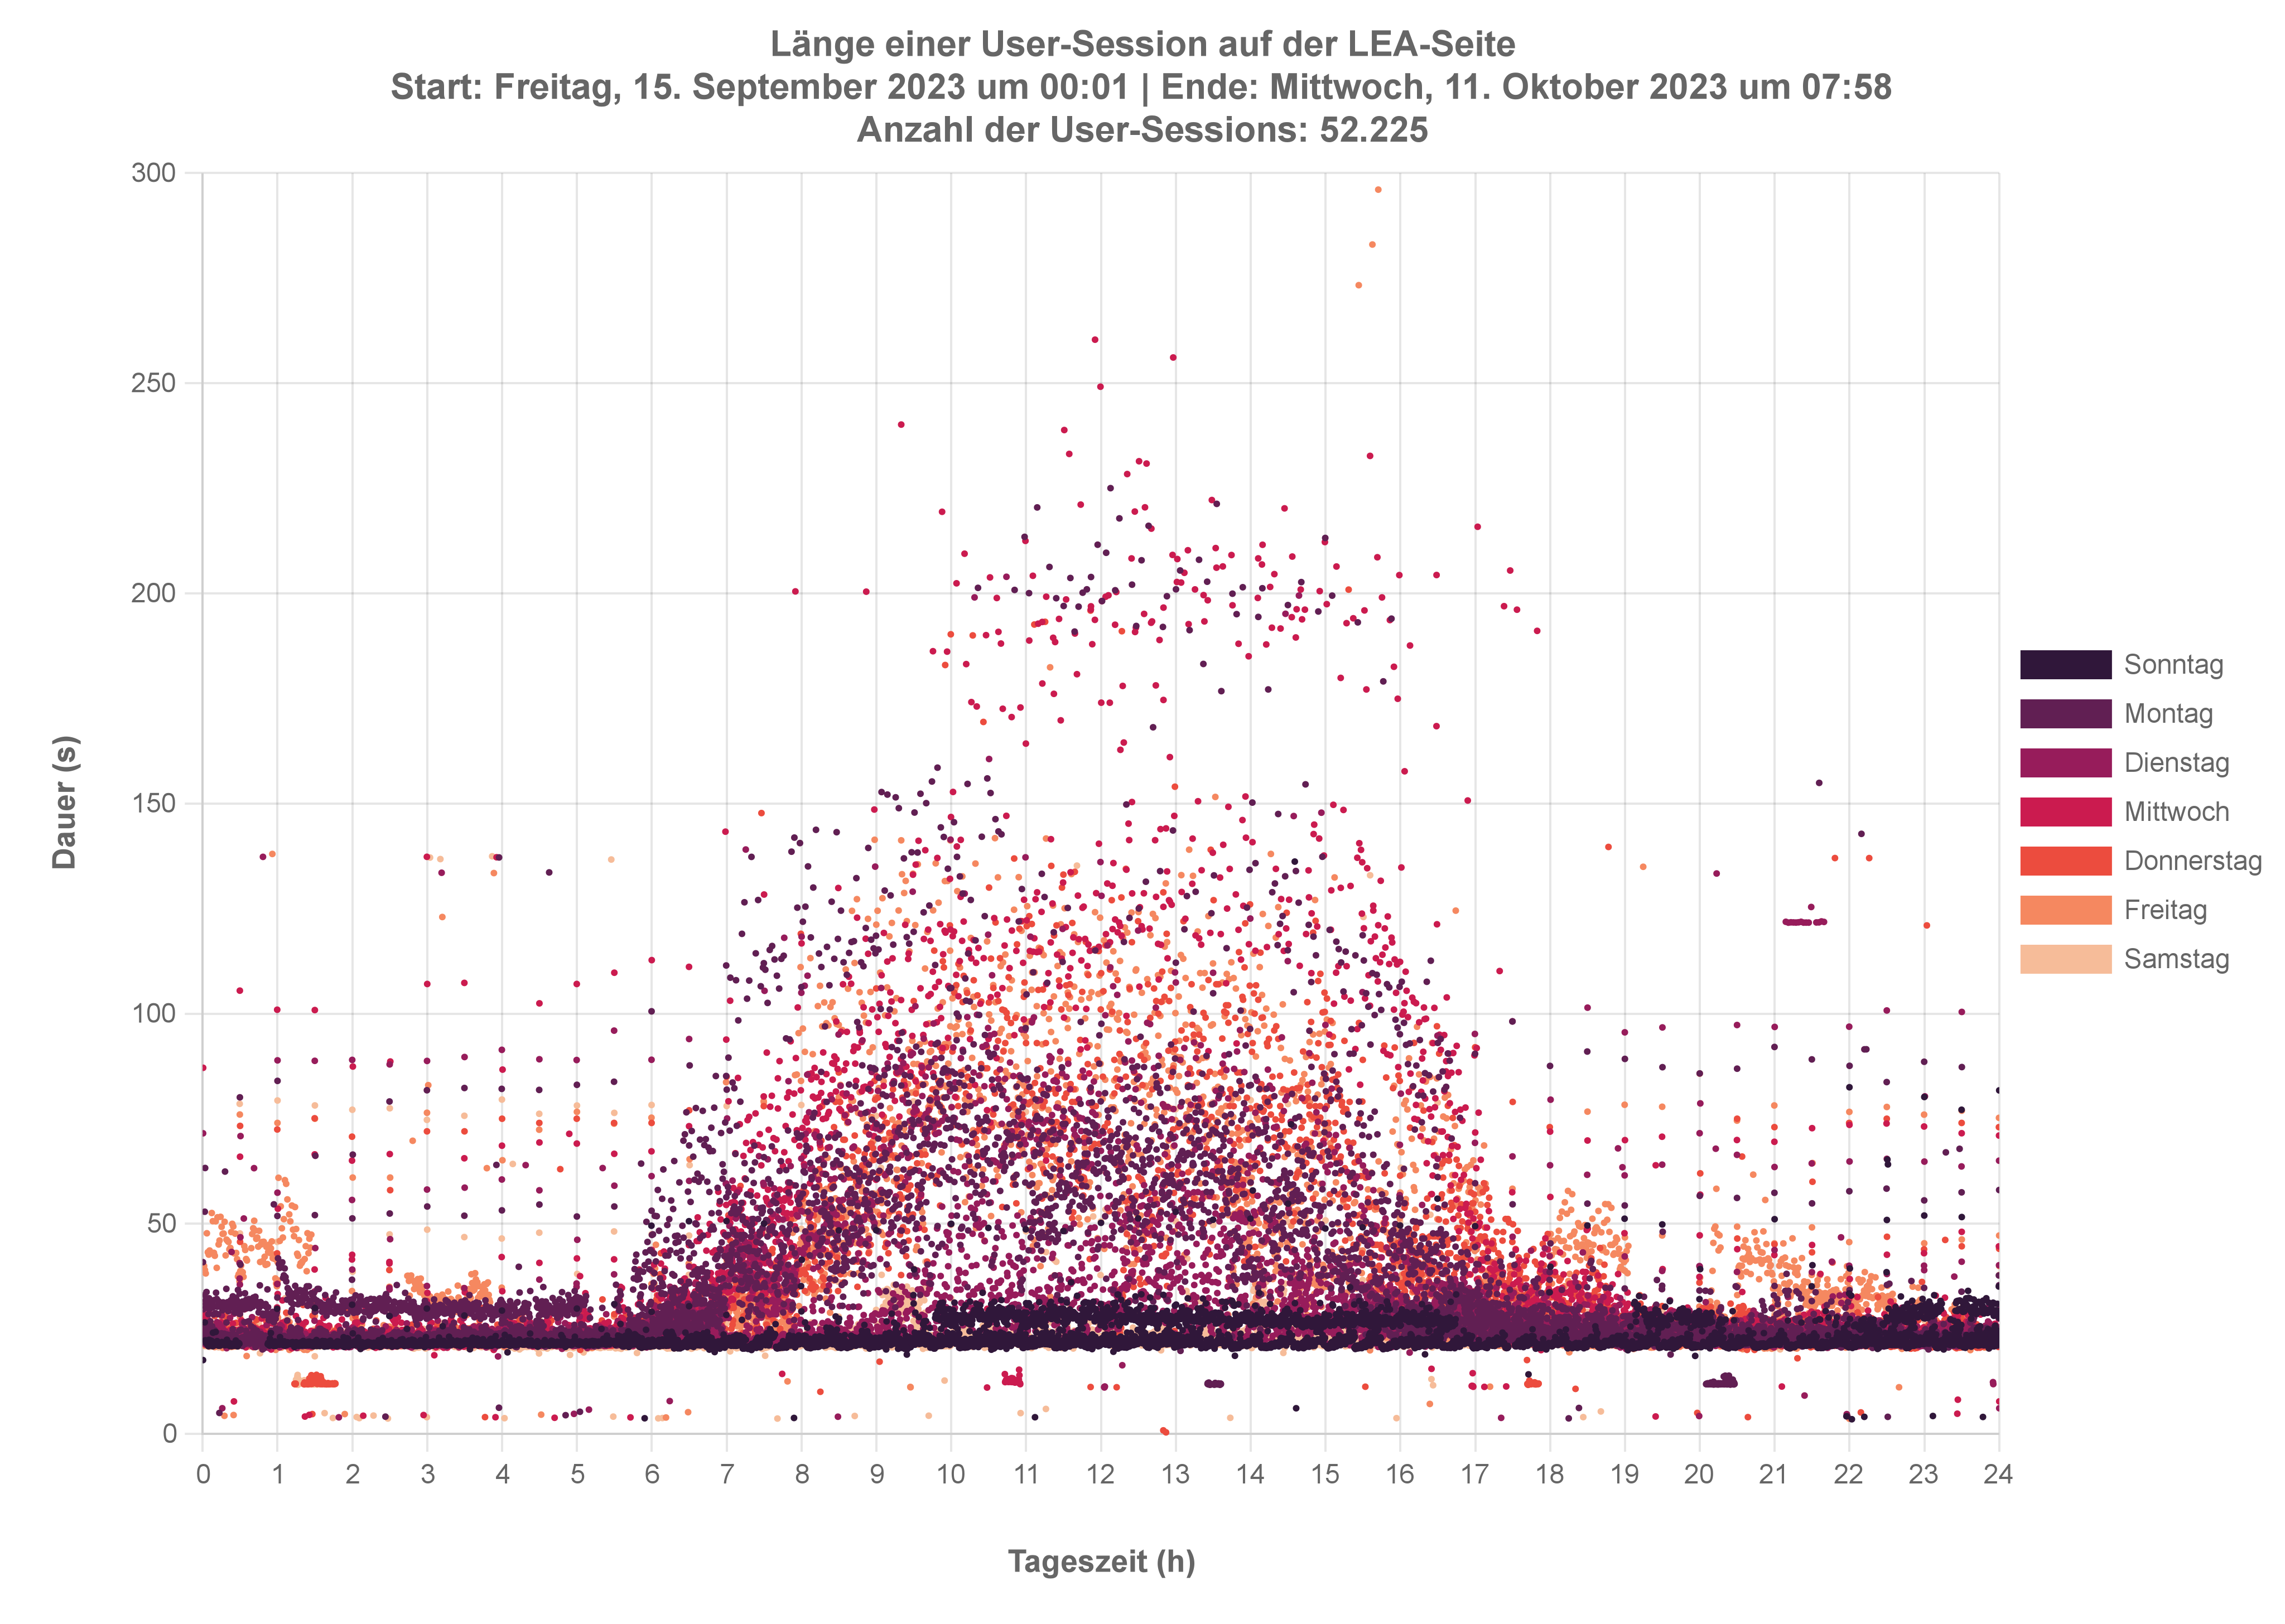 Länge einer User-Session auf der LEA-Seite
Start: Freitag, 15. September 2023 um 00:01 | Ende: Mittwoch, 11. Oktober 2023 um 07:58
Anzahl der User-Sessions: 52.225
300
250
200
150
100
50
0
Dauer (s)
0 1 2 3 4 5 6 7 8 9 10 11 12 13 14 15 16 17 18 19 20 21 22 23 24
Tageszeit (h)
Sonntag
Montag
Dienstag
Mittwoch
Donnerstag
Freitag
Samstag